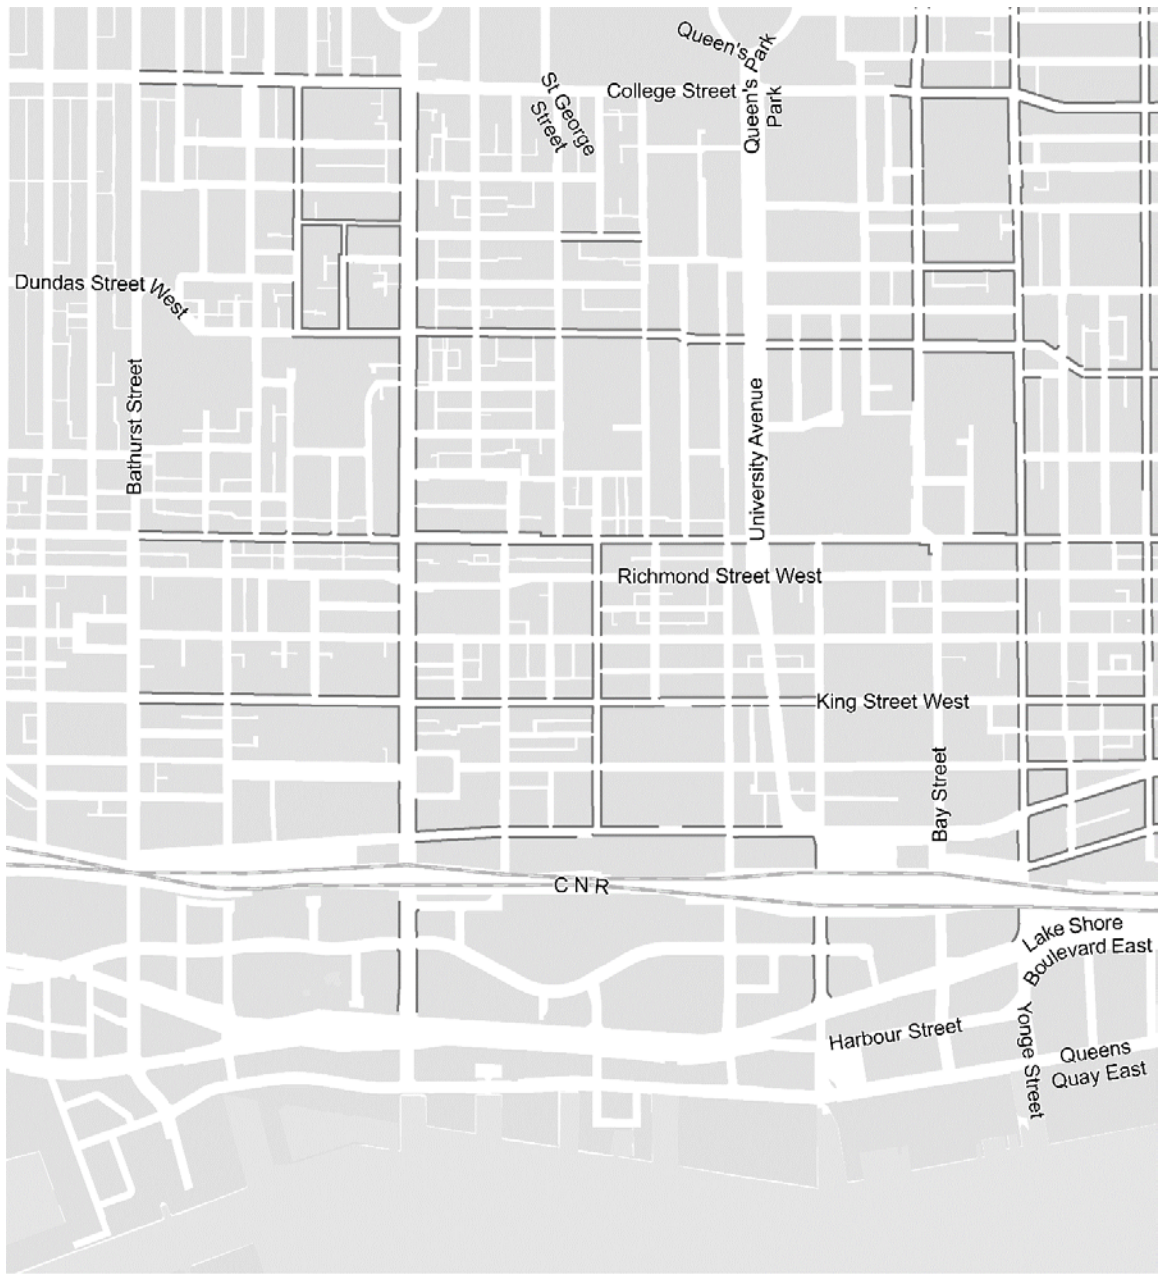 Queen's Park
College Street
Queen's
Park
St George
Street
Dundas Street West
Bathurst Street
University Avenue
Richmond Street West
King Street West
Bay Street
CNR
Lake Shore
Boulevard East
Harbour Street
Yonge Street
Queens
Quay East